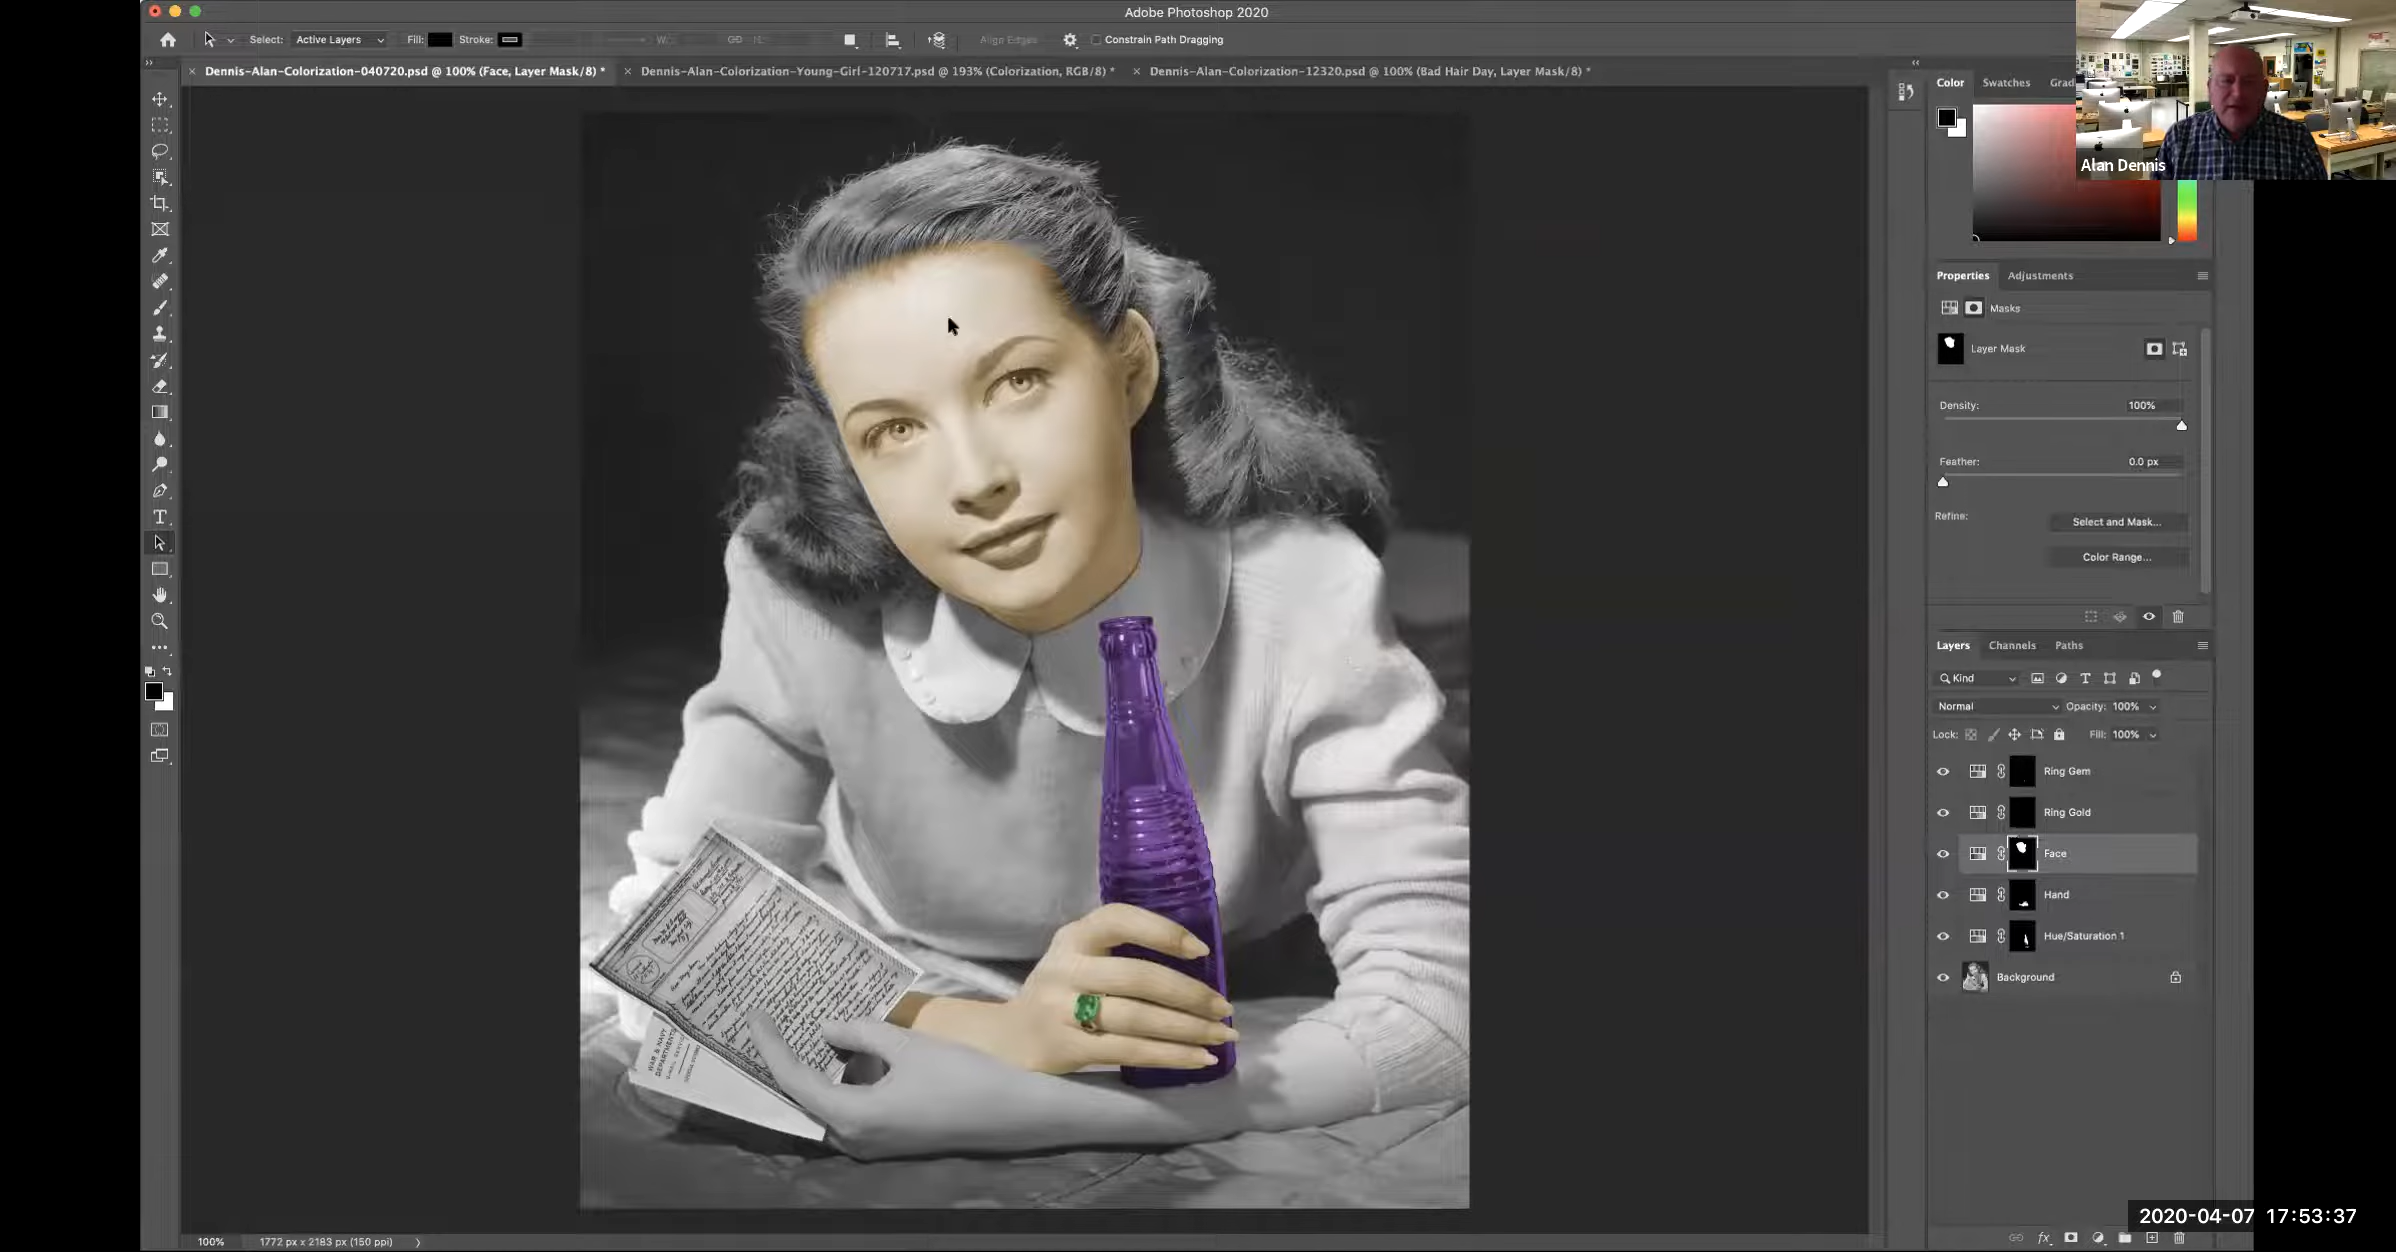 Adobe Photoshop 2020
Select: Active Layers Fill: Stroke: W: Align Edges Constrain Path Dragging
Dennis-Alan-Colorization-040720.psd @ 100% (Face, Layer Mask/8) *
Dennis-Alan-Colorization-Young-Girl-120717.psd @ 193% (Colorization, RGB/8) *
Dennis-Alan-Colorization-12320.psd @ 100% (Bad Hair Day, Layer Mask/8) *
Color Swatches Grad
Alan Dennis
Properties Adjustments
Masks
Layer Mask
Density: 100%
Feather: 0.0 px
Refine: Select and Mask...
Color Range...
Layers Channels Paths
Kind
Normal Opacity: 100%
Lock: Fill: 100%
Ring Gem
Ring Gold
Face
Hand
Hue/Saturation 1
Background
WAR & NAVY
DEPARTMENTS
2020-04-07 17:53:37
100% 1772 px x 2183 px (150 ppi)